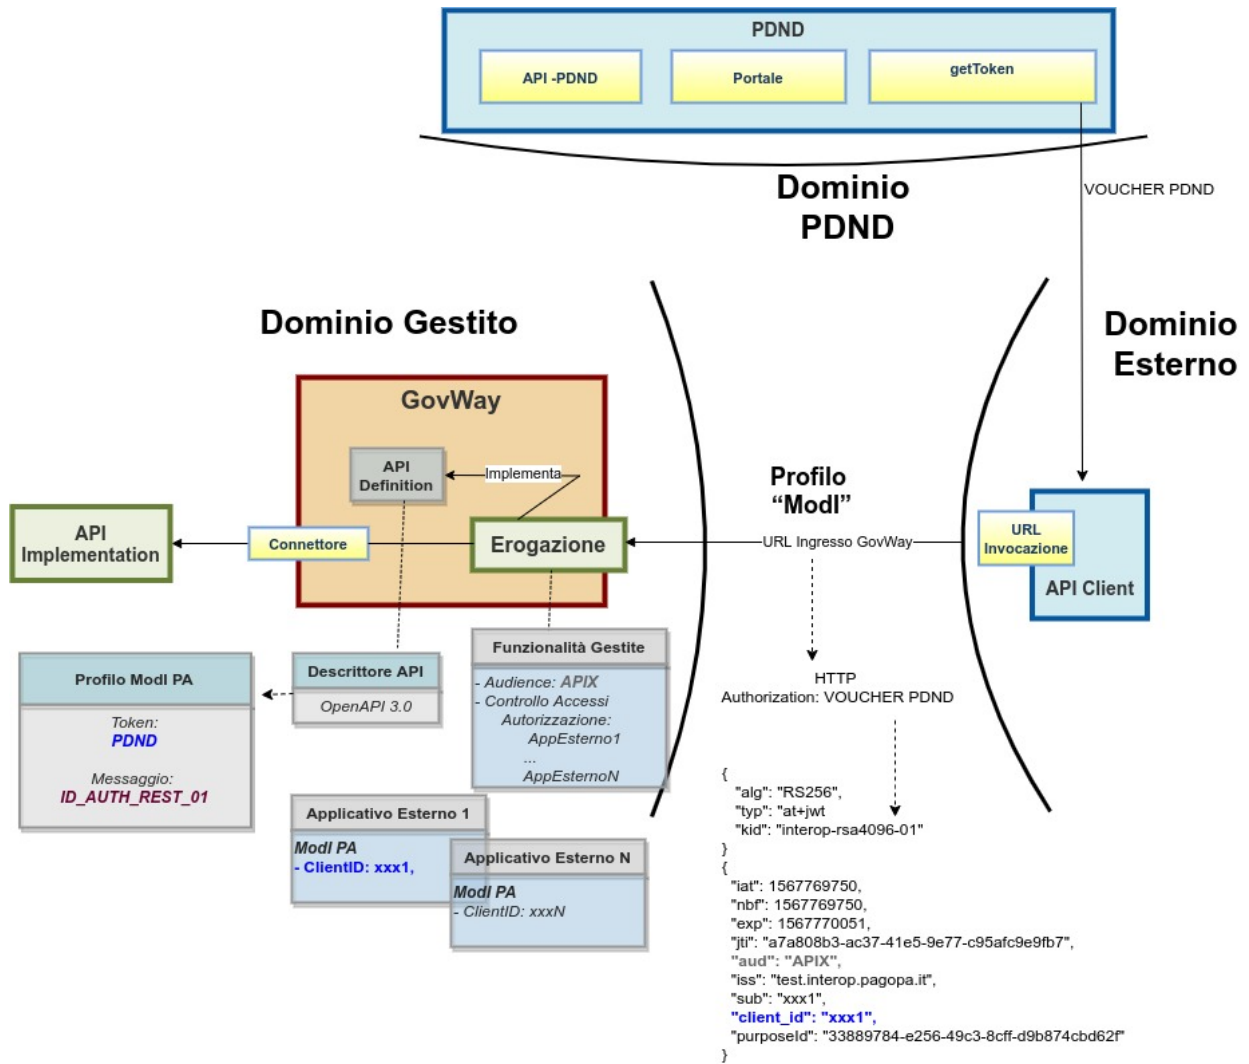 PDND
API -PDND
Portale
getToken
Dominio
PDND
VOUCHER PDND
Dominio Gestito
Dominio
Esterno
GovWay
API
Definition
Implementa
Profilo
“ModI”
API
Implementation
Connettore
Erogazione
URL Ingresso GovWay
URL
Invocazione
API Client
Profilo ModI PA
Token:
PDND
Messaggio:
ID_AUTH_REST_01
Descrittore API
OpenAPI 3.0
Funzionalità Gestite
- Audience: APIX
- Controllo Accessi
Autorizzazione:
AppEsterno1
...
AppEsternoN
HTTP
Authorization: VOUCHER PDND
Applicativo Esterno 1
ModI PA
- ClientID: xxx1,
Applicativo Esterno N
ModI PA
- ClientID: xxxN
{
"alg": "RS256",
"typ": "at+jwt
"kid": "interop-rsa4096-01"
}
{
"iat": 1567769750,
"nbf": 1567769750,
"exp": 1567770051,
"jti": "a7a808b3-ac37-41e5-9e77-c95afc9e9fb7",
"aud": "APIX",
"iss": "test.interop.pagopa.it",
"sub": "xxx1",
"client_id": "xxx1",
"purposeId": "33889784-e256-49c3-8cff-d9b874cbd62f"
}